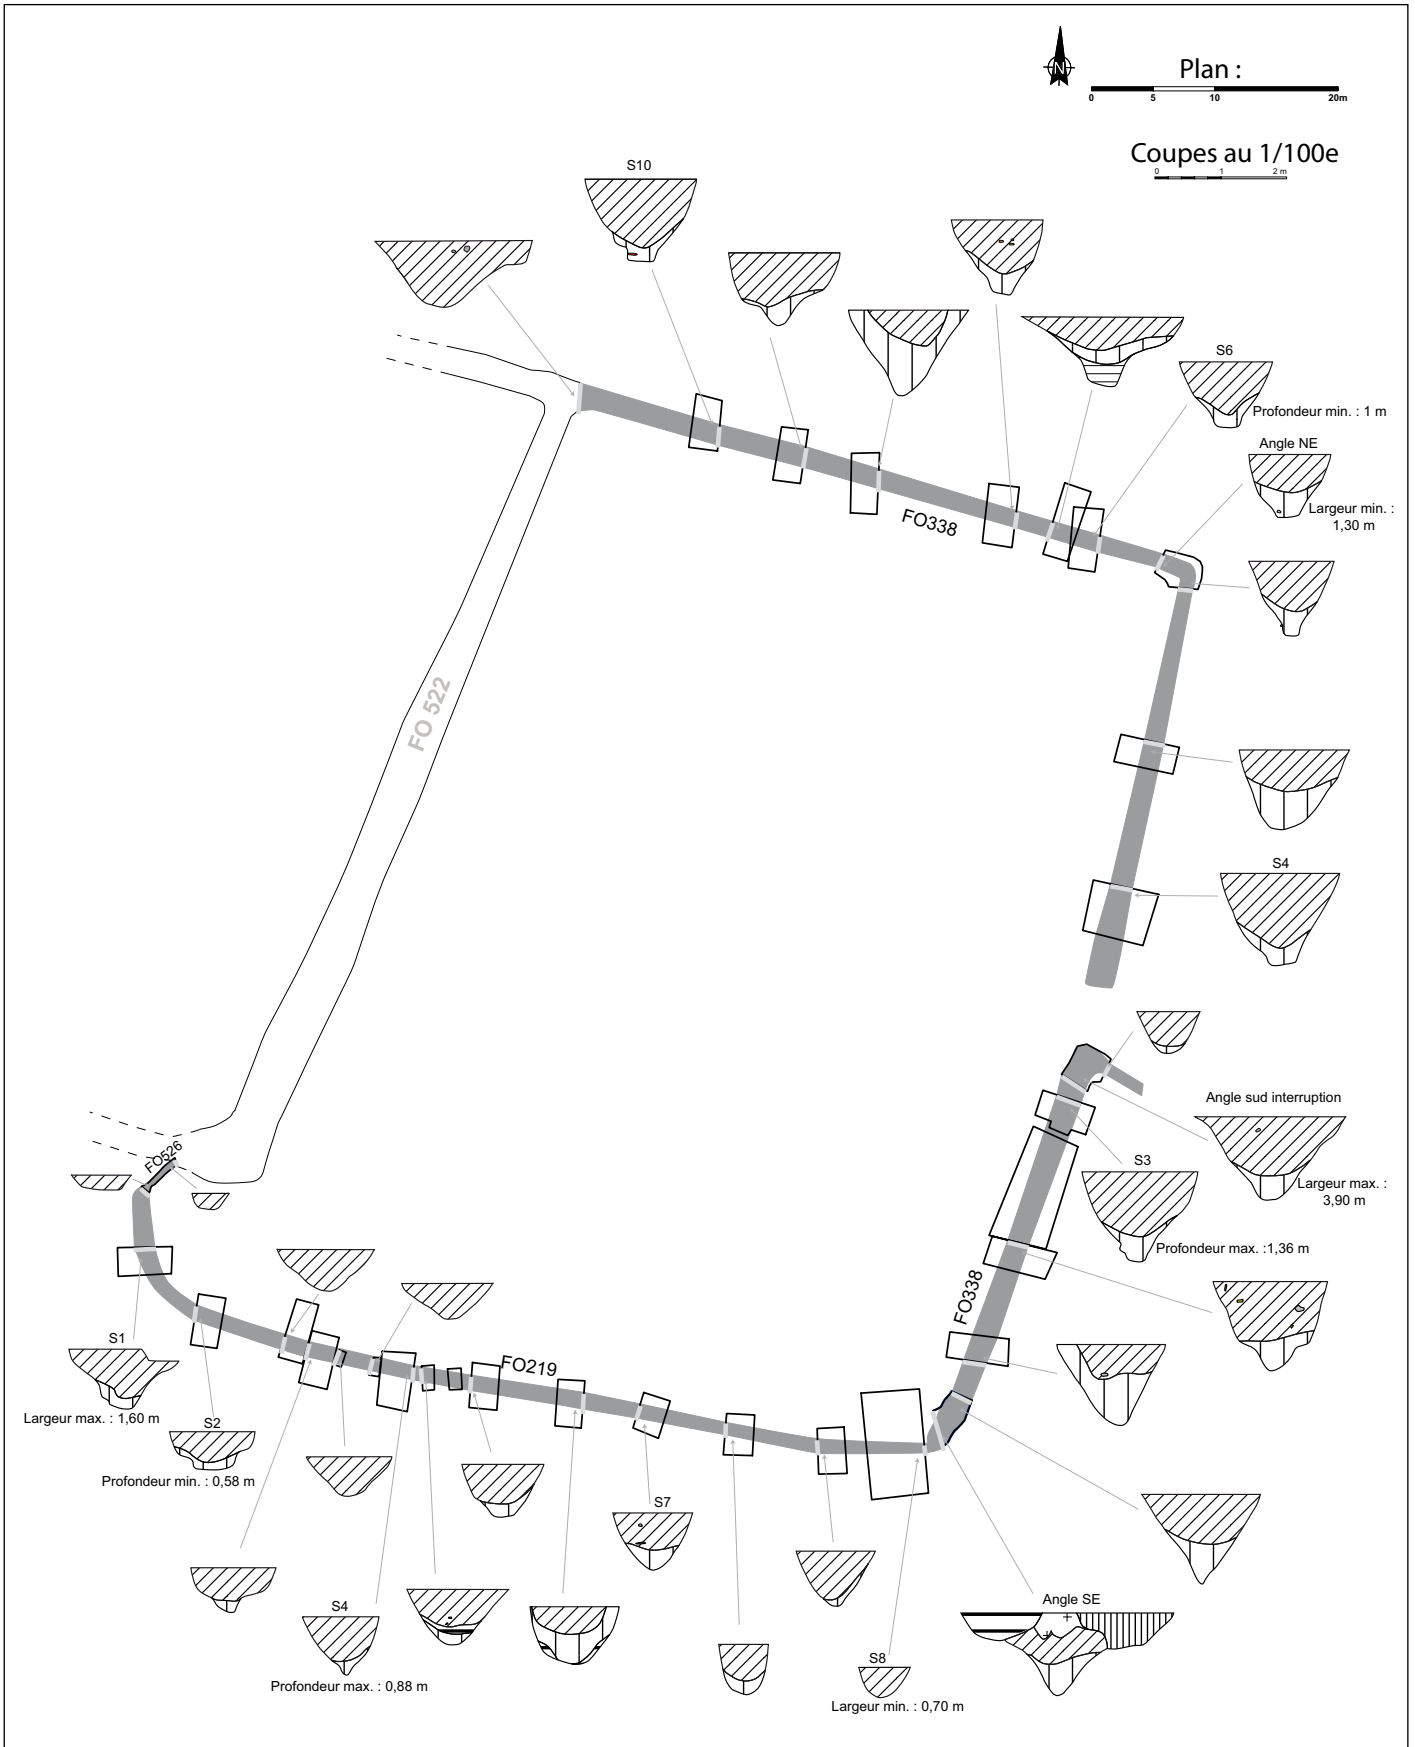 N
Plan :
0 5 10 20m
Coupes au 1/100e
0 1 2 m
S10
S6
Profondeur min. : 1 m
Angle NE
Largeur min. :
1,30 m
FO338
FO 522
S4
Angle sud interruption
Largeur max. :
3,90 m
S3
Profondeur max. :1,36 m
FO338
FO526
S1
Largeur max. : 1,60 m
S2
Profondeur min. : 0,58 m
FO219
S7
S4
Profondeur max. : 0,88 m
S8
Largeur min. : 0,70 m
Angle SE